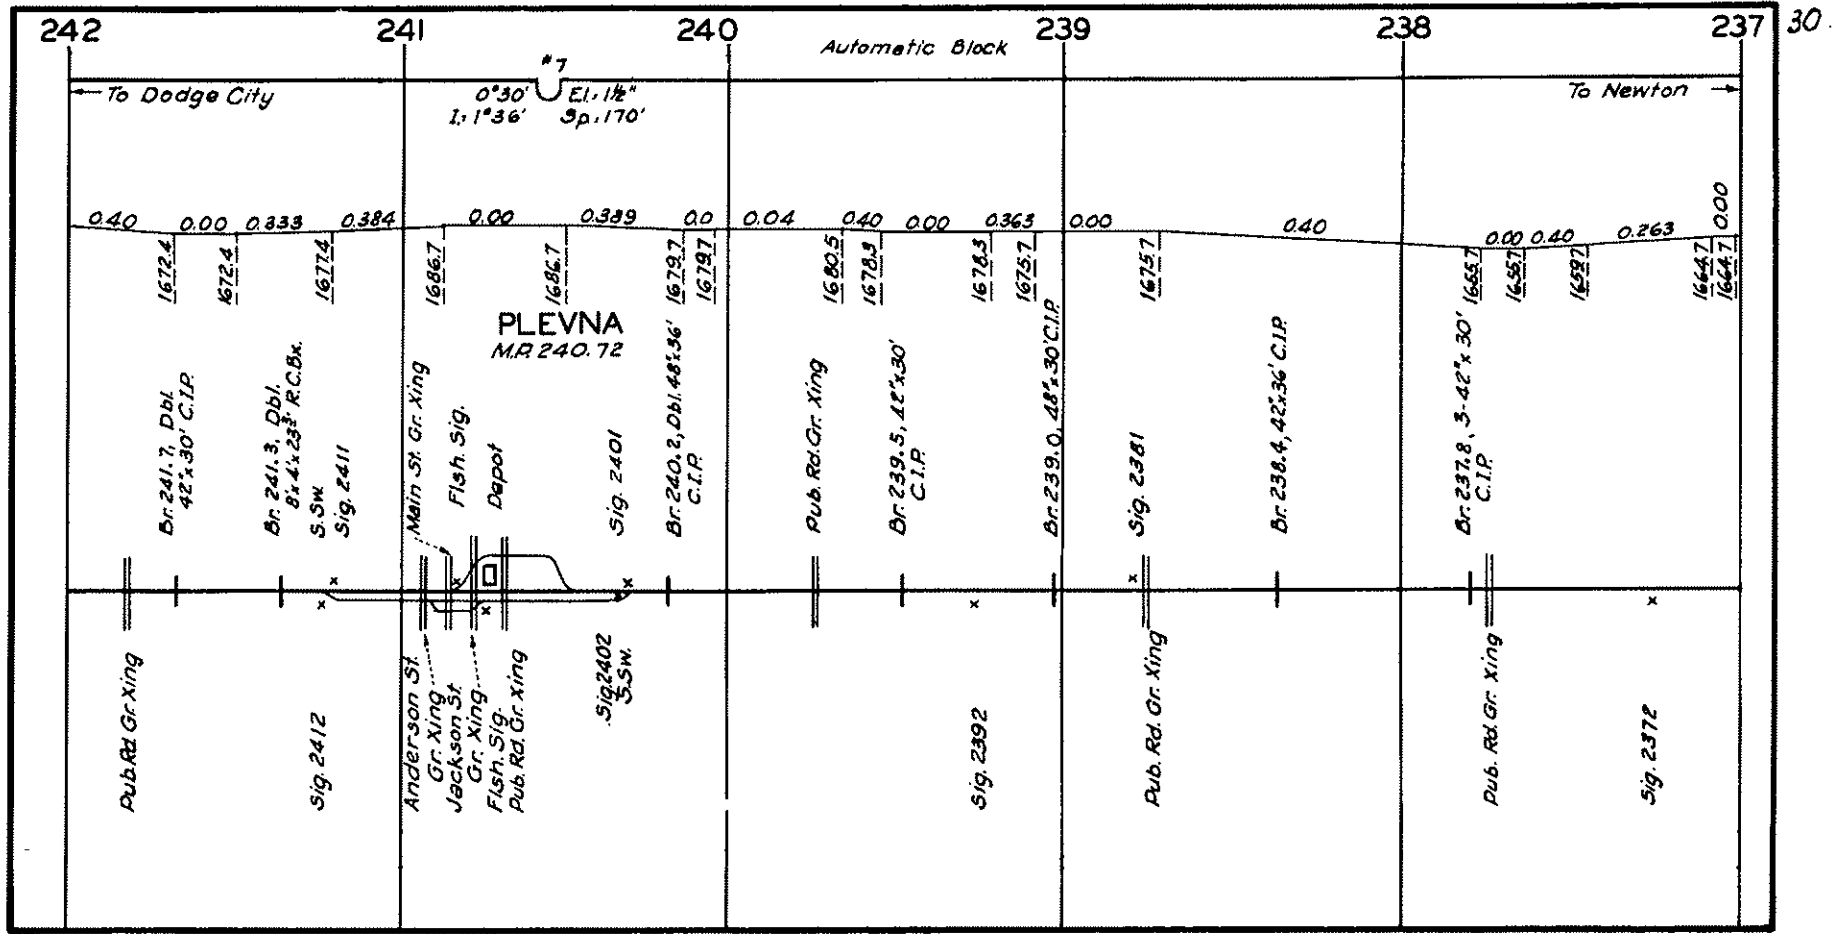 242
241
240
239
238
237
30.
Automatic Block
#7
← To Dodge City
0°30' El.: 1½"
I.: 1°36' Sp.: 170'
To Newton →
0.40
0.00
0.333
0.384
0.00
0.389
0.0
0.04
0.40
0.00
0.363
0.00
0.40
0.00
0.40
0.263
0.00
1672.4
1672.4
1677.4
1686.7
1686.7
1679.7
1679.7
1680.5
1678.3
1678.3
1675.7
1675.7
1665.7
1659.7
1664.7
1664.7
PLEVNA
M.P. 240.72
Br. 241.7, Dbl.
42"x30' C.I.P.
Br. 241.3, Dbl.
8'x4'x23³' R.C.Bx.
S.Sw.
Sig. 2411
Main St. Gr. Xing
Flsh. Sig.
Depot
Sig. 2401
Br. 240.2, Dbl. 48"x36'
C.I.P.
Pub. Rd. Gr. Xing
Br. 239.5, 42"x30'
C.I.P.
Br. 239.0, 48"x30' C.I.P.
Sig. 2381
Br. 238.4, 42"x36' C.I.P.
Br. 237.8, 3-42"x30'
C.I.P.
Pub. Rd. Gr. Xing
Sig. 2412
Anderson St.
Gr. Xing
Jackson St.
Gr. Xing
Flsh. Sig.
Pub. Rd. Gr. Xing
Sig. 2402
S.Sw.
Sig. 2392
Pub. Rd. Gr. Xing
Pub. Rd. Gr. Xing
Sig. 2372